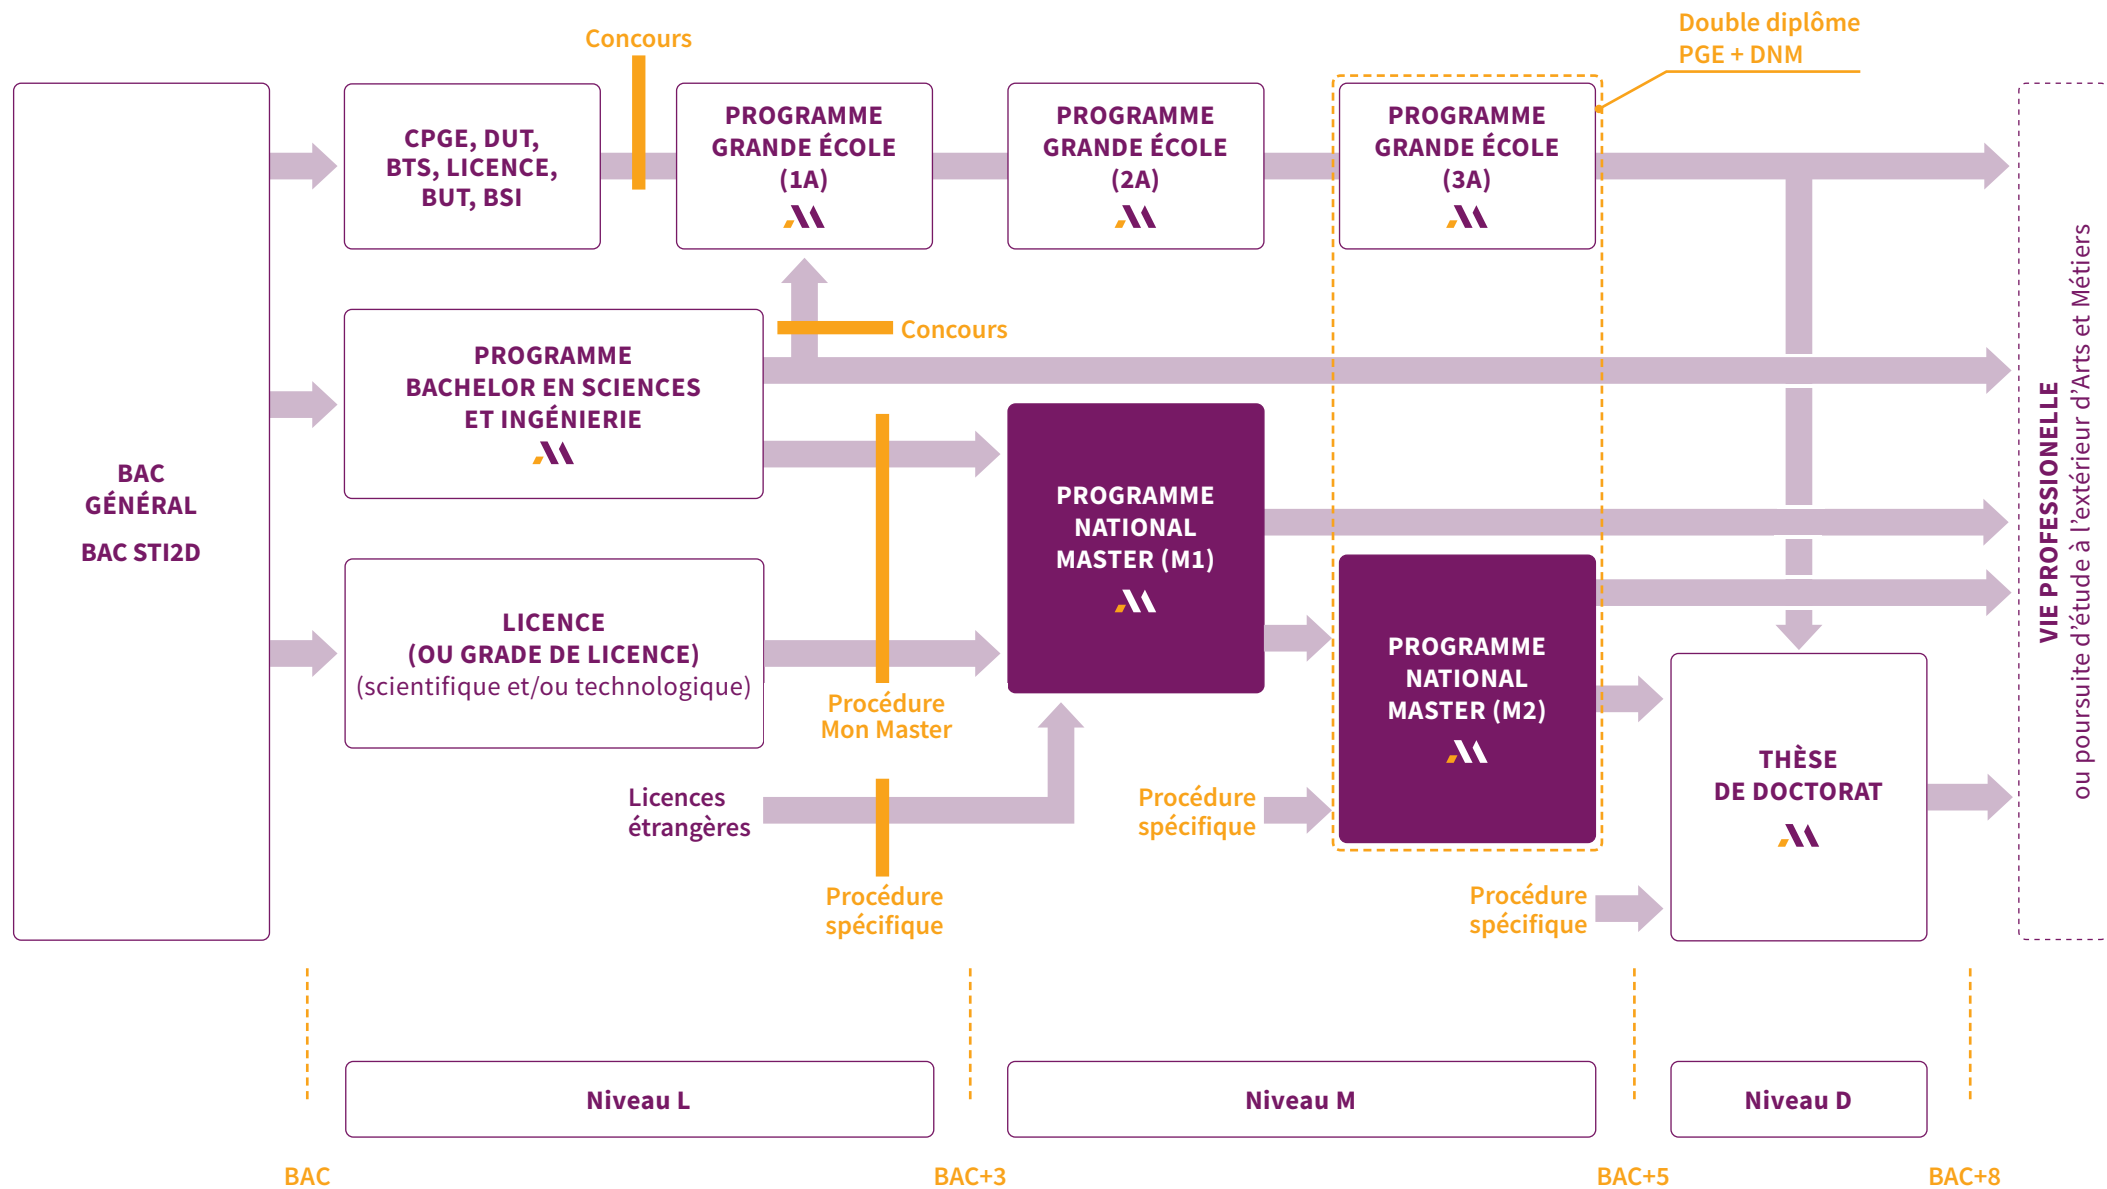 Double diplôme
PGE + DNM
Concours
BAC
GÉNÉRAL
BAC STI2D
CPGE, DUT,
BTS, LICENCE,
BUT, BSI
PROGRAMME
GRANDE ÉCOLE
(1A)
PROGRAMME
GRANDE ÉCOLE
(2A)
PROGRAMME
GRANDE ÉCOLE
(3A)
Concours
PROGRAMME
BACHELOR EN SCIENCES
ET INGÉNIERIE
PROGRAMME
NATIONAL
MASTER (M1)
LICENCE
(OU GRADE DE LICENCE)
(scientifique et/ou technologique)
Procédure
Mon Master
PROGRAMME
NATIONAL
MASTER (M2)
Licences
étrangères
Procédure
spécifique
Procédure
spécifique
THÈSE
DE DOCTORAT
Procédure
spécifique
VIE PROFESSIONELLE
ou poursuite d'étude à l'extérieur d'Arts et Métiers
Niveau L
Niveau M
Niveau D
BAC
BAC+3
BAC+5
BAC+8